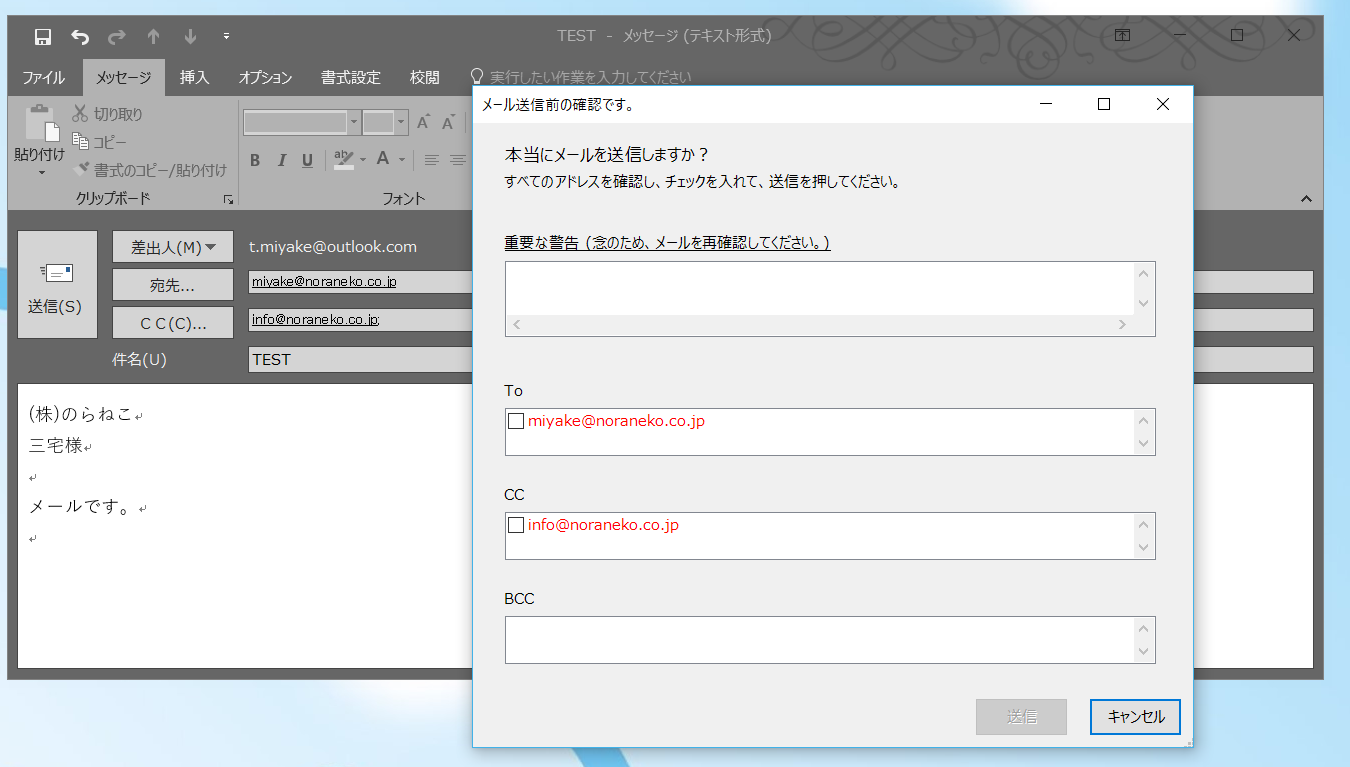 TEST - メッセージ (テキスト形式)
ファイル メッセージ 挿入 オプション 書式設定 校閲 実行したい作業を入力してください
貼り付け
切り取り
コピー
書式のコピー/貼り付け
クリップボード
A A
B I U ab A
フォント
送信(S)
差出人(M) t.miyake@outlook.com
宛先... miyake@noraneko.co.jp
ＣＣ(C)... info@noraneko.co.jp;
件名(U) TEST
(株)のらねこ
三宅様
メールです。
メール送信前の確認です。
本当にメールを送信しますか？
すべてのアドレスを確認し、チェックを入れて、送信を押してください。
重要な警告（念のため、メールを再確認してください。）
To
miyake@noraneko.co.jp
CC
info@noraneko.co.jp
BCC
送信 キャンセル